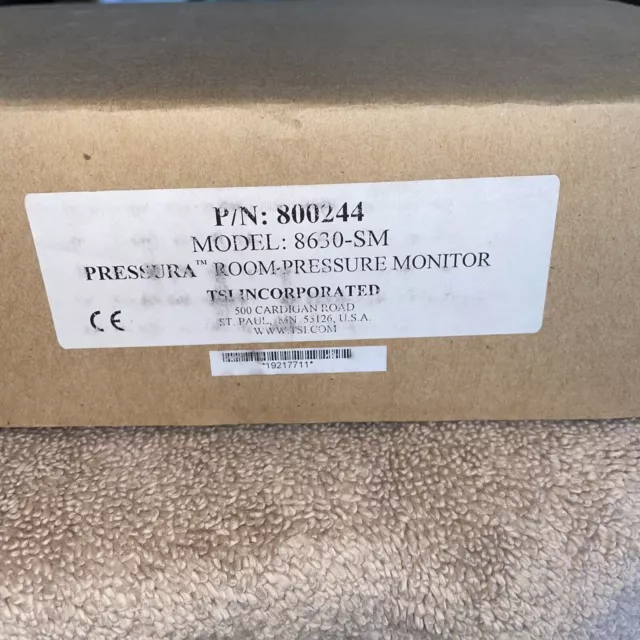 P/N: 800244
MODEL: 8630-SM
PRESSURA™ ROOM-PRESSURE MONITOR
TSI INCORPORATED
500 CARDIGAN ROAD
ST. PAUL, MN 55126, U.S.A.
WWW.TSI.COM
CE
*19217711*